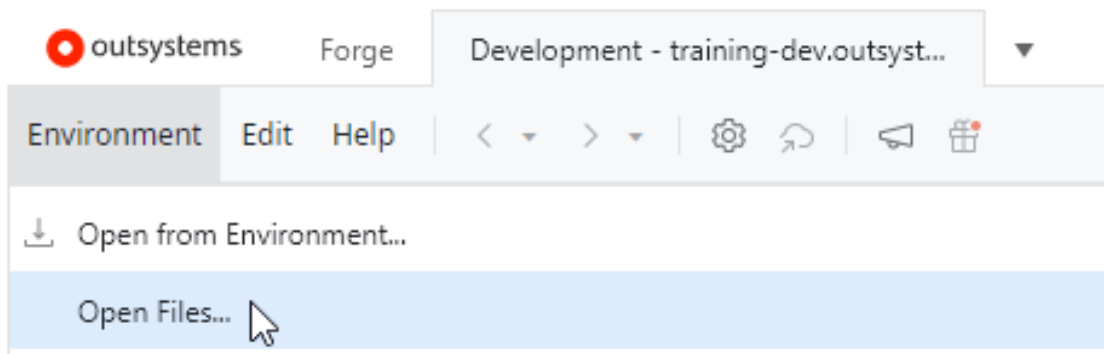 outsystems Forge Development - training-dev.outsyst...
Environment Edit Help
Open from Environment...
Open Files...